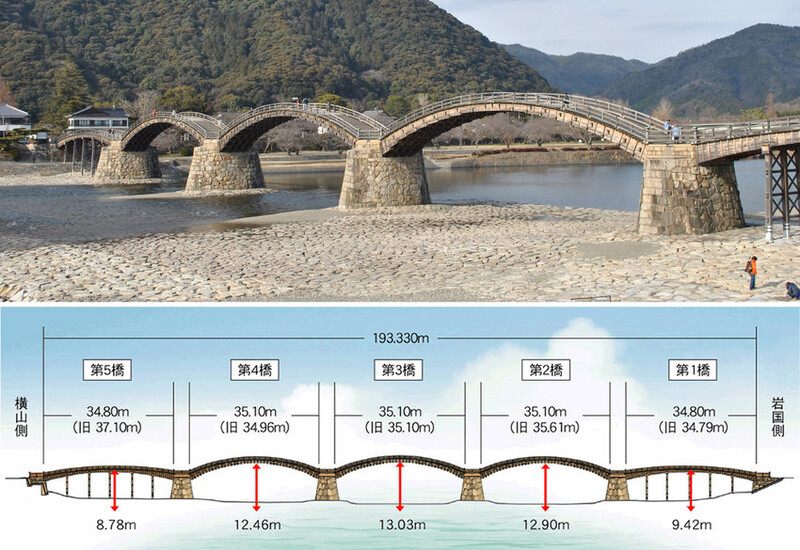 193.330m
第5橋
第4橋
第3橋
第2橋
第1橋
横山側
34.80m
(旧 37.10m)
35.10m
(旧 34.96m)
35.10m
(旧 35.10m)
35.10m
(旧 35.61m)
34.80m
(旧 34.79m)
岩国側
8.78m
12.46m
13.03m
12.90m
9.42m